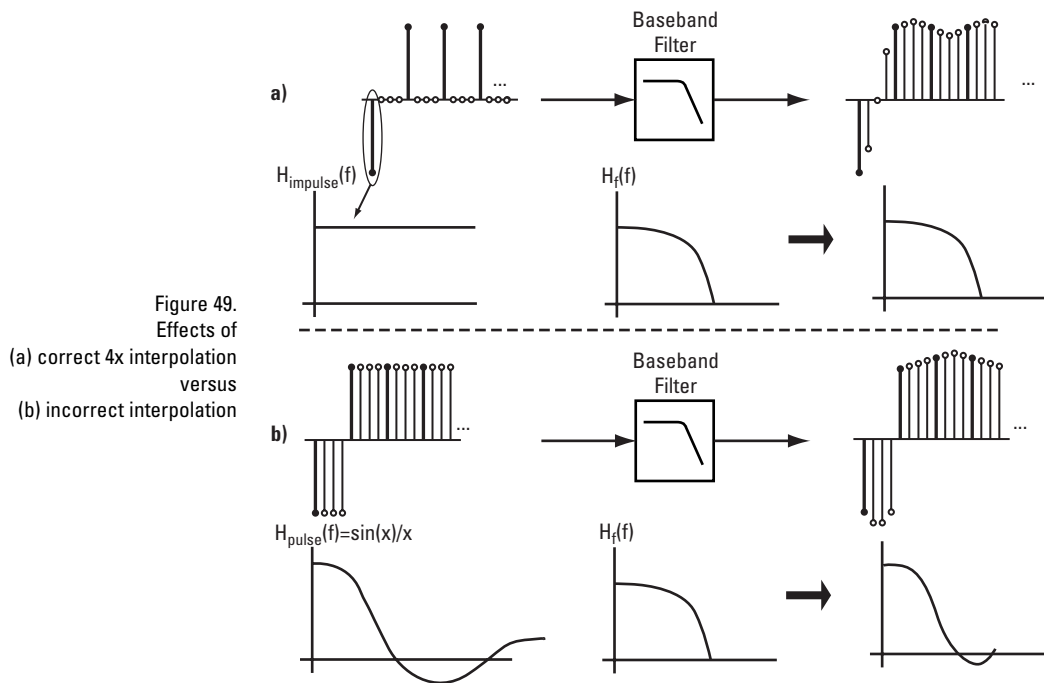 Baseband
Filter
...
...
a)
H_impulse(f)
H_f(f)
Figure 49.
Effects of
(a) correct 4x interpolation
versus
(b) incorrect interpolation
Baseband
Filter
b)
...
...
H_pulse(f)=sin(x)/x
H_f(f)